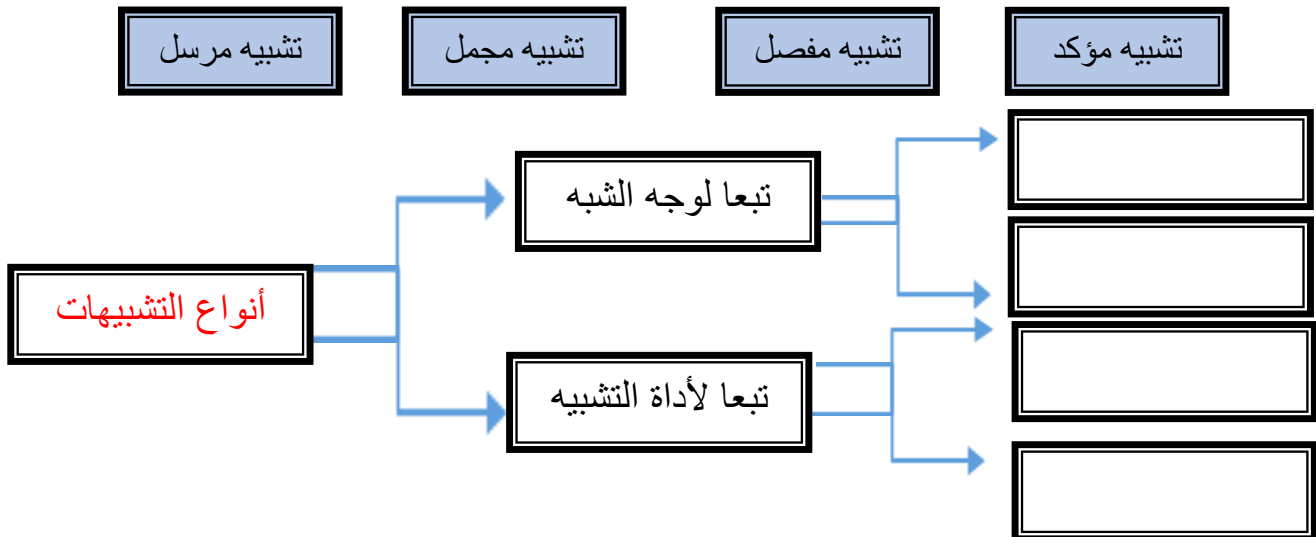 تشبيه مؤكد
تشبيه مفصل
تشبيه مجمل
تشبيه مرسل
تبعا لوجه الشبه
أنواع التشبيهات
تبعا لأداة التشبيه